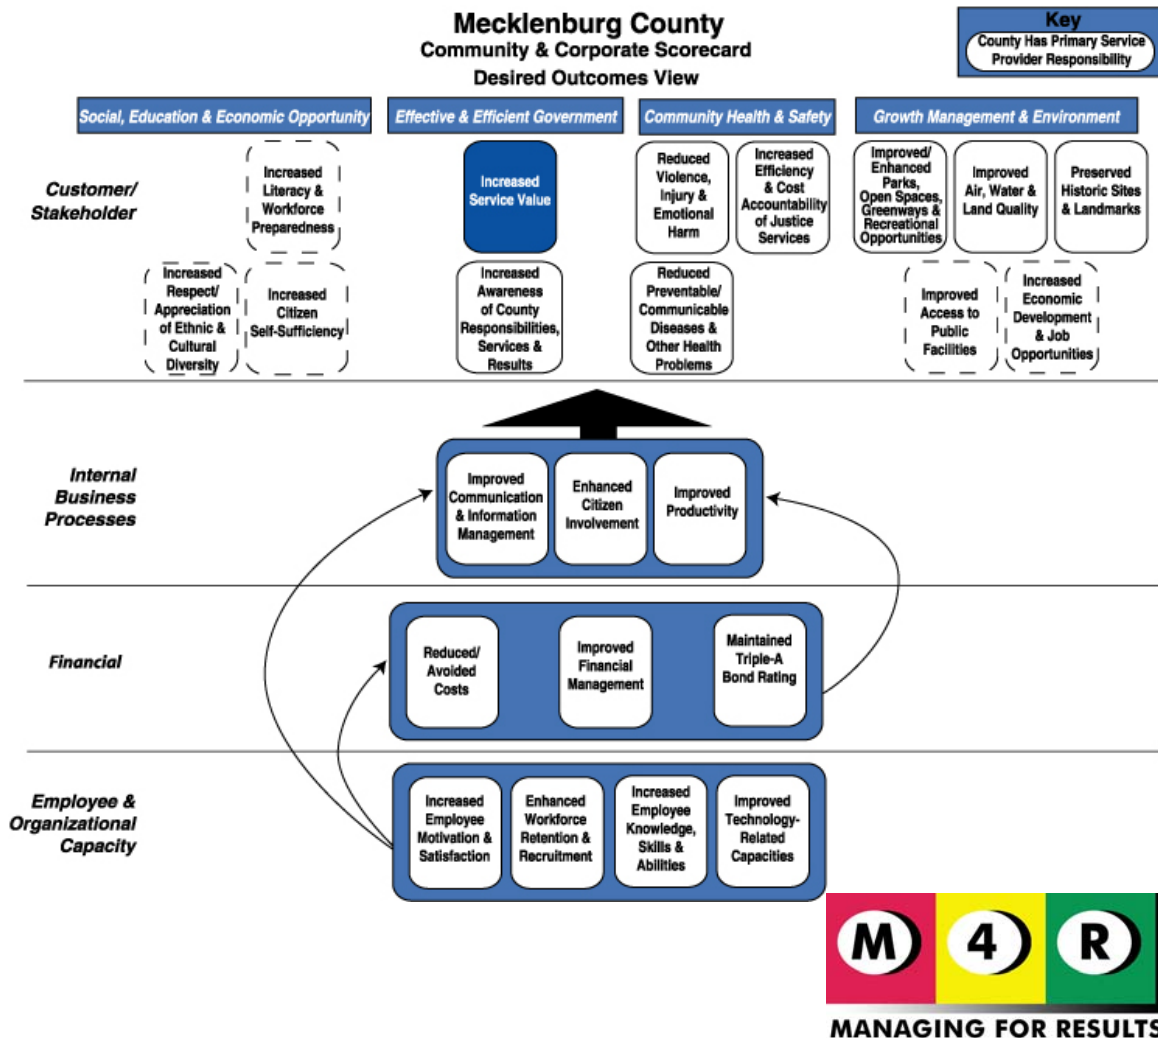 Mecklenburg County
Community & Corporate Scorecard
Desired Outcomes View
Key
County Has Primary Service
Provider Responsibility
Social, Education & Economic Opportunity
Effective & Efficient Government
Community Health & Safety
Growth Management & Environment
Customer/
Stakeholder
Increased
Literacy &
Workforce
Preparedness
Increased
Service Value
Reduced
Violence,
Injury &
Emotional
Harm
Increased
Efficiency
& Cost
Accountability
of Justice
Services
Improved/
Enhanced
Parks,
Open Spaces,
Greenways &
Recreational
Opportunities
Improved
Air, Water &
Land Quality
Preserved
Historic Sites
& Landmarks
Increased
Respect/
Appreciation
of Ethnic &
Cultural
Diversity
Increased
Citizen
Self-Sufficiency
Increased
Awareness
of County
Responsibilities,
Services &
Results
Reduced
Preventable/
Communicable
Diseases &
Other Health
Problems
Improved
Access to
Public
Facilities
Increased
Economic
Development
& Job
Opportunities
Internal
Business
Processes
Improved
Communication
& Information
Management
Enhanced
Citizen
Involvement
Improved
Productivity
Financial
Reduced/
Avoided
Costs
Improved
Financial
Management
Maintained
Triple-A
Bond Rating
Employee &
Organizational
Capacity
Increased
Employee
Motivation &
Satisfaction
Enhanced
Workforce
Retention &
Recruitment
Increased
Employee
Knowledge,
Skills &
Abilities
Improved
Technology-
Related
Capacities
M 4 R
MANAGING FOR RESULTS